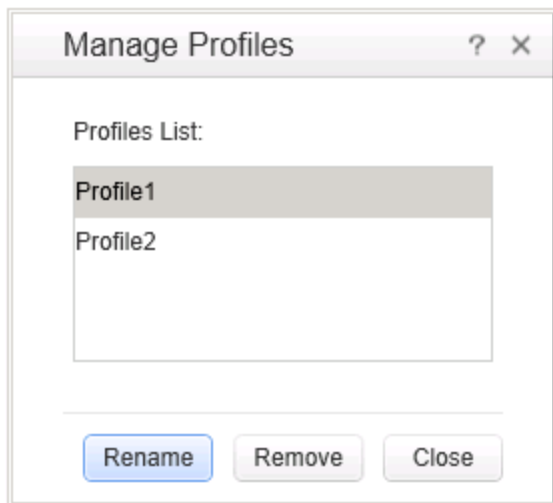 Manage Profiles ? ×
Profiles List:
Profile1
Profile2
Rename Remove Close